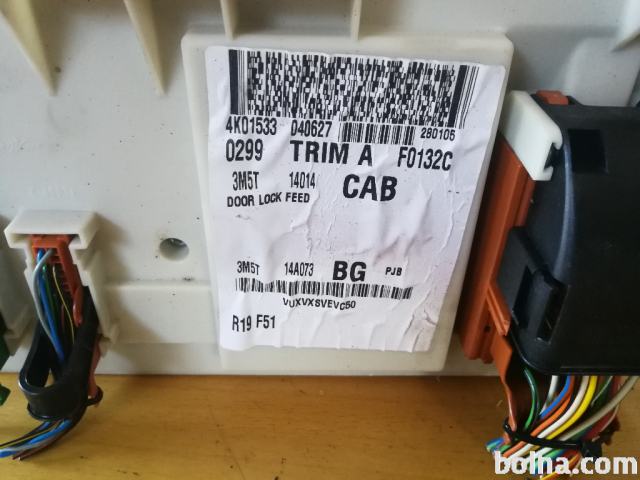 4K01533 040627 280106
0299 TRIM A F0132C
3M5T 14014 CAB
DOOR LOCK FEED
3M5T 14A073 BG PJB
VUXVXSVEVC50
R19 F51
bolha.com